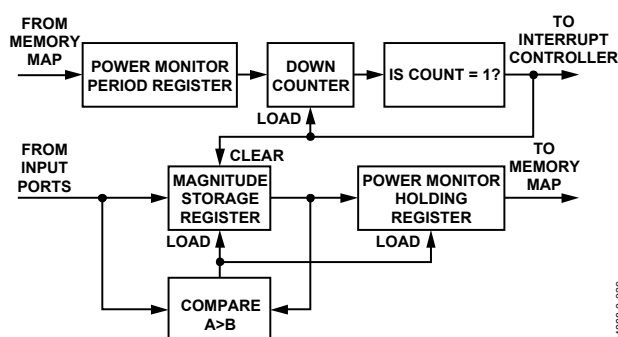 FROM
MEMORY
MAP
POWER MONITOR
PERIOD REGISTER
DOWN
COUNTER
IS COUNT = 1?
TO
INTERRUPT
CONTROLLER
LOAD
CLEAR
FROM
INPUT
PORTS
MAGNITUDE
STORAGE
REGISTER
POWER MONITOR
HOLDING
REGISTER
TO
MEMORY
MAP
LOAD
LOAD
COMPARE
A>B